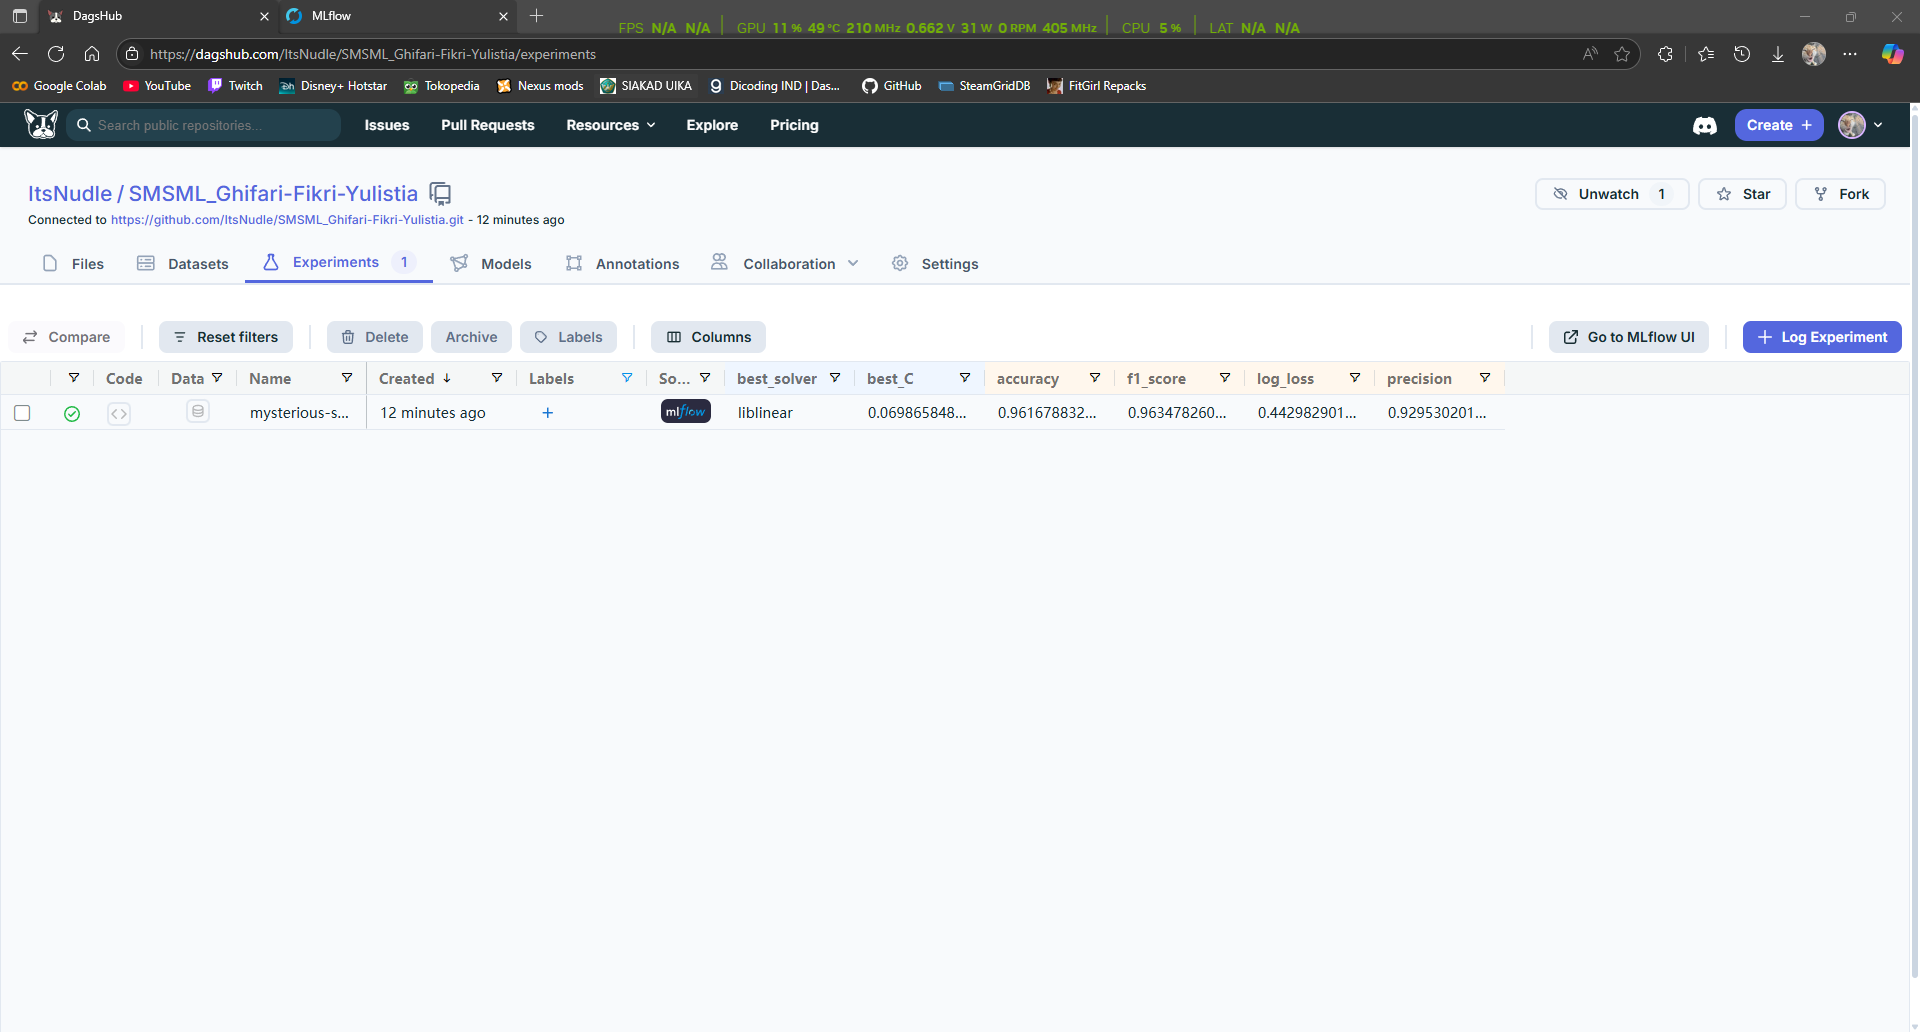 DagsHub
MLflow
FPS N/A N/A GPU 11 % 49 °C 210 MHz 0.662 V 31 W 0 RPM 405 MHz CPU 5 % LAT N/A N/A
https://dagshub.com/ItsNudle/SMSML_Ghifari-Fikri-Yulistia/experiments
Google Colab YouTube Twitch Disney+ Hotstar Tokopedia Nexus mods SIAKAD UIKA Dicoding IND | Das... GitHub SteamGridDB FitGirl Repacks
Search public repositories... Issues Pull Requests Resources Explore Pricing Create +
ItsNudle / SMSML_Ghifari-Fikri-Yulistia
Unwatch 1 Star Fork
Connected to https://github.com/ItsNudle/SMSML_Ghifari-Fikri-Yulistia.git - 12 minutes ago
Files Datasets Experiments 1 Models Annotations Collaboration Settings
Compare Reset filters Delete Archive Labels Columns Go to MLflow UI + Log Experiment
Code Data Name Created ↓ Labels So... best_solver best_C accuracy f1_score log_loss precision
mysterious-s... 12 minutes ago + mlflow liblinear 0.069865848... 0.961678832... 0.963478260... 0.442982901... 0.929530201...